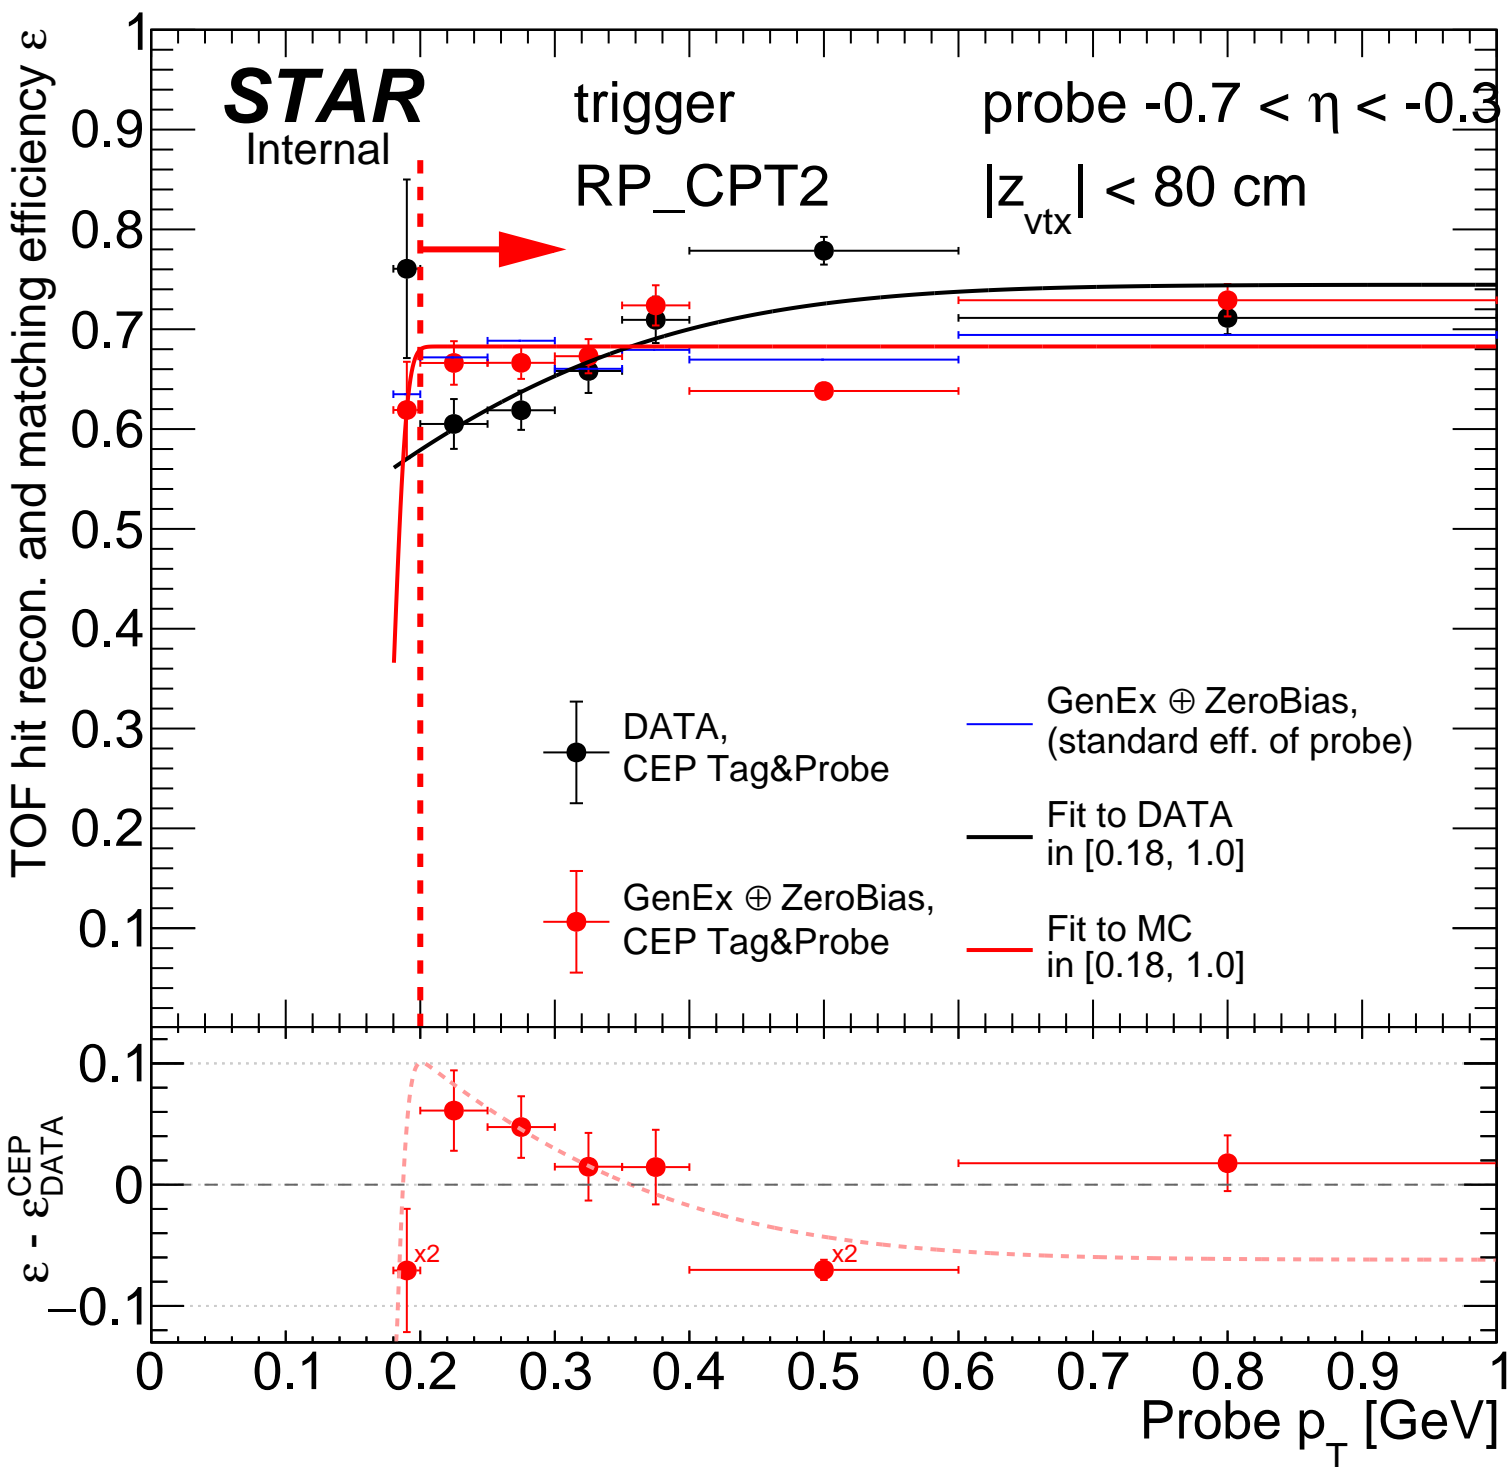 STAR
Internal
trigger
RP_CPT2
probe -0.7 < η < -0.3
|z_vtx| < 80 cm
TOF hit recon. and matching efficiency ε
1
0.9
0.8
0.7
0.6
0.5
0.4
0.3
0.2
0.1
DATA,
CEP Tag&Probe
GenEx ⊕ ZeroBias,
CEP Tag&Probe
GenEx ⊕ ZeroBias,
(standard eff. of probe)
Fit to DATA
in [0.18, 1.0]
Fit to MC
in [0.18, 1.0]
ε - ε^CEP_DATA
0.1
0
−0.1
x2
x2
0 0.1 0.2 0.3 0.4 0.5 0.6 0.7 0.8 0.9 1
Probe p_T [GeV]